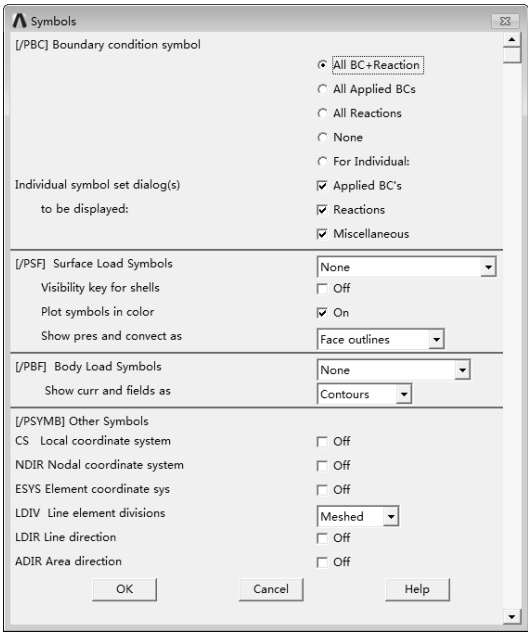 Symbols
[/PBC] Boundary condition symbol
All BC+Reaction
All Applied BCs
All Reactions
None
For Individual:
Individual symbol set dialog(s) Applied BC's
to be displayed: Reactions
Miscellaneous
[/PSF] Surface Load Symbols None
Visibility key for shells Off
Plot symbols in color On
Show pres and convect as Face outlines
[/PBF] Body Load Symbols None
Show curr and fields as Contours
[/PSYMB] Other Symbols
CS Local coordinate system Off
NDIR Nodal coordinate system Off
ESYS Element coordinate sys Off
LDIV Line element divisions Meshed
LDIR Line direction Off
ADIR Area direction Off
OK Cancel Help